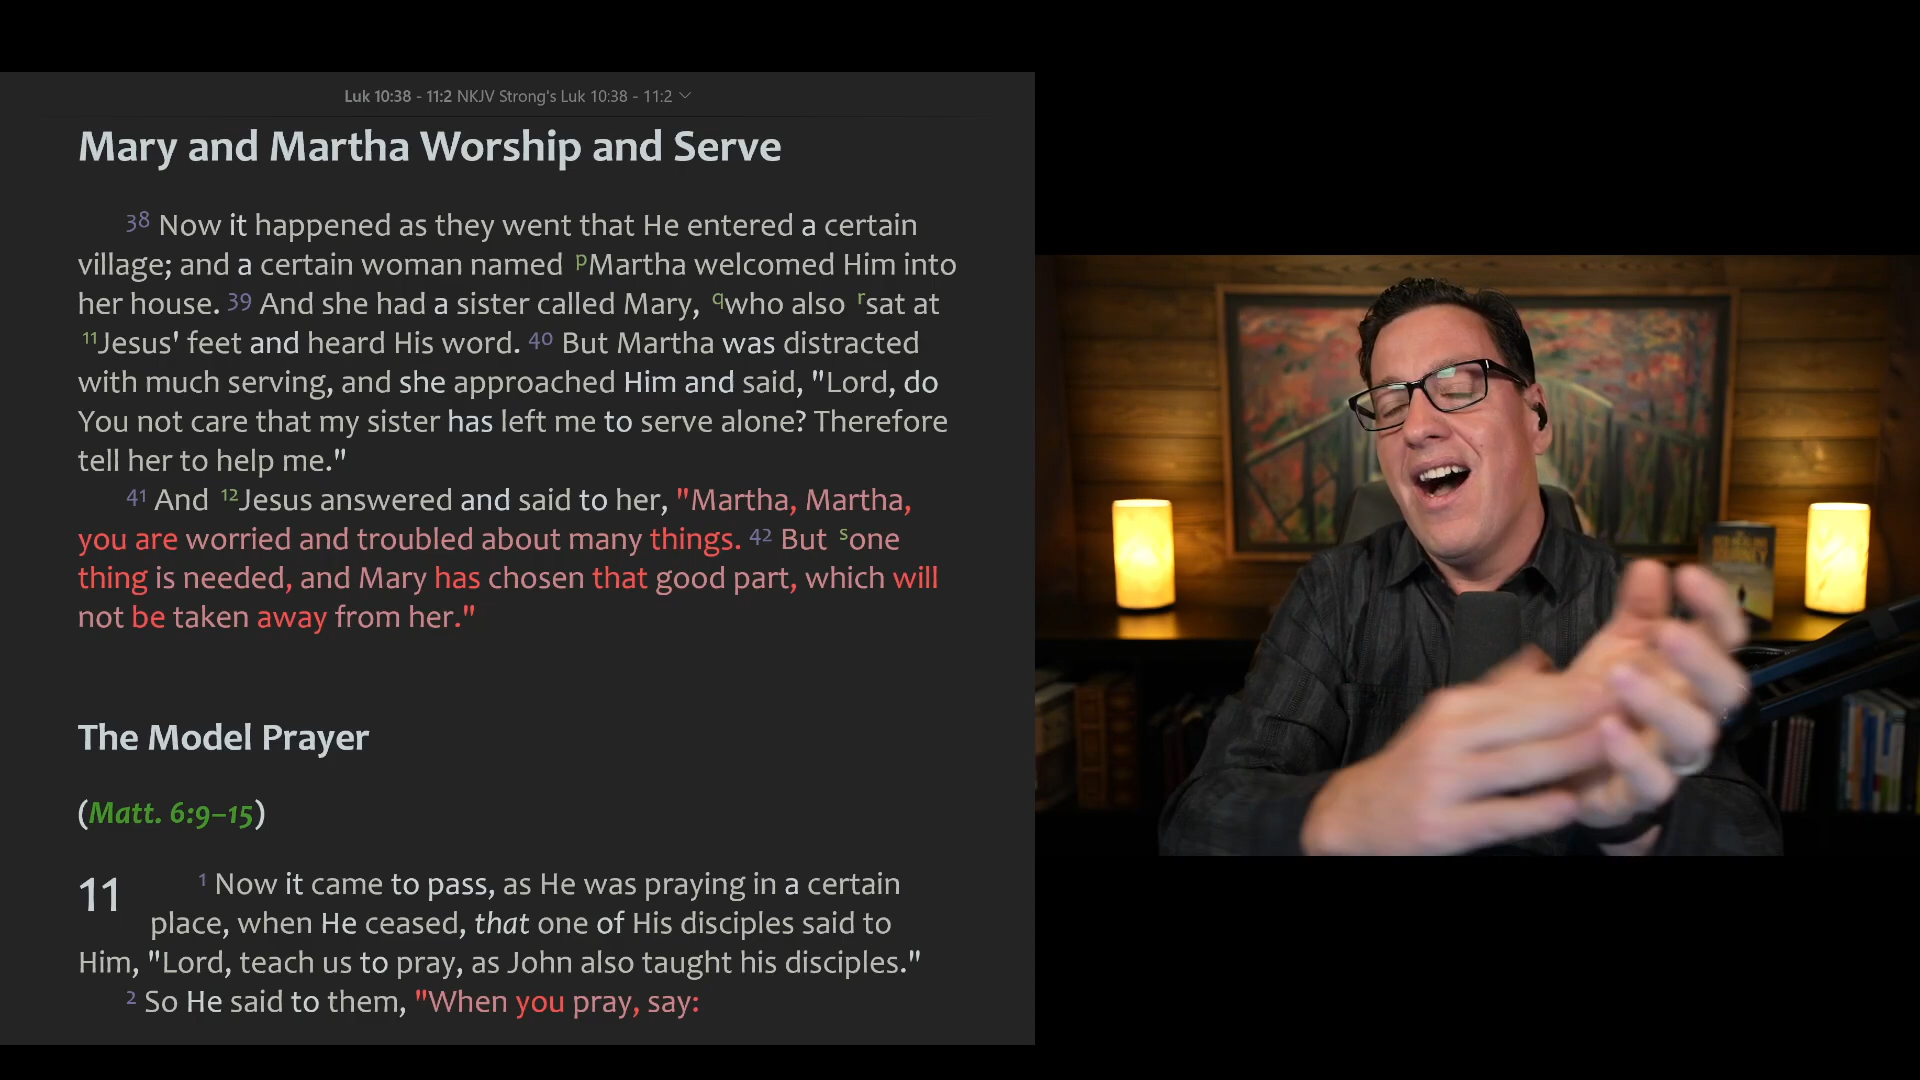 Luk 10:38 - 11:2 NKJV Strong's Luk 10:38 - 11:2
Mary and Martha Worship and Serve
38 Now it happened as they went that He entered a certain
village; and a certain woman named pMartha welcomed Him into
her house. 39 And she had a sister called Mary, qwho also rsat at
11Jesus' feet and heard His word. 40 But Martha was distracted
with much serving, and she approached Him and said, "Lord, do
You not care that my sister has left me to serve alone? Therefore
tell her to help me."
41 And 12Jesus answered and said to her, "Martha, Martha,
you are worried and troubled about many things. 42 But sone
thing is needed, and Mary has chosen that good part, which will
not be taken away from her."
The Model Prayer
(Matt. 6:9–15)
11 1 Now it came to pass, as He was praying in a certain
place, when He ceased, that one of His disciples said to
Him, "Lord, teach us to pray, as John also taught his disciples."
2 So He said to them, "When you pray, say: